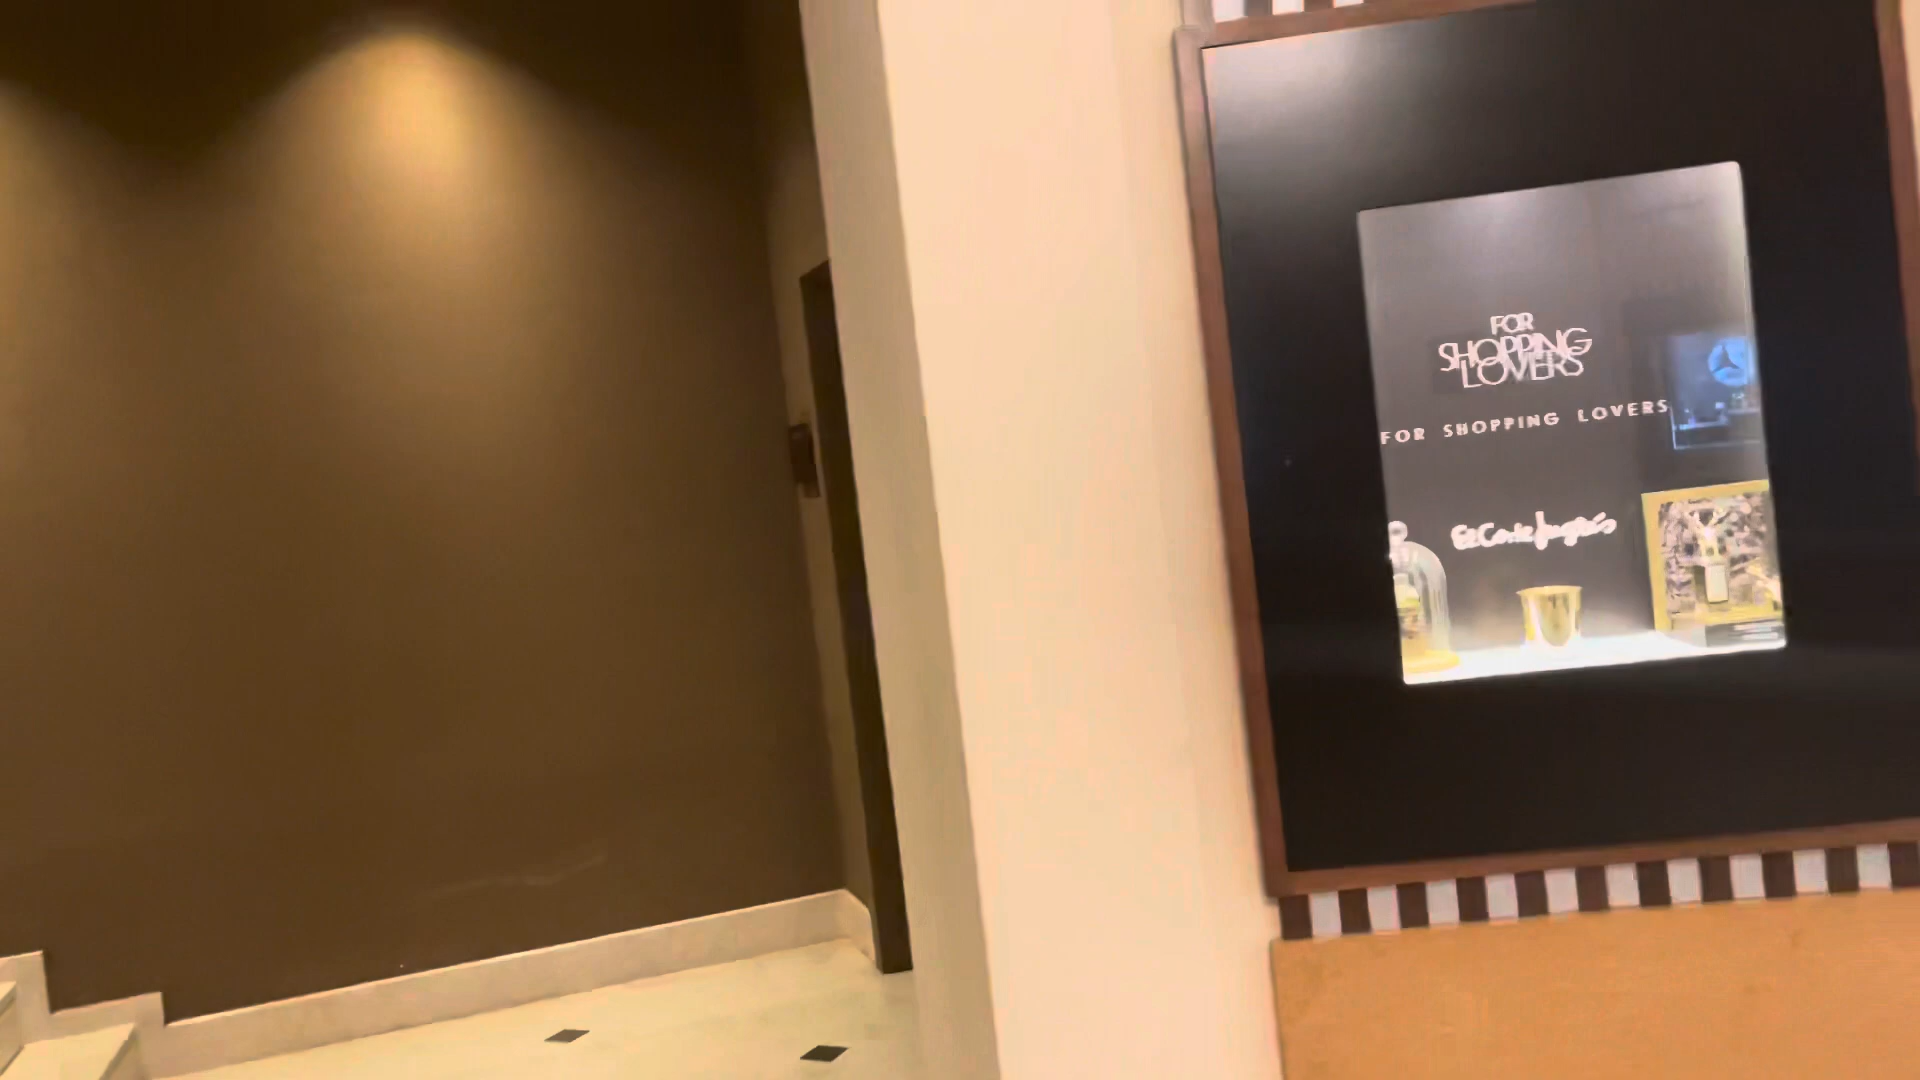 FOR
SHOPPING
LOVERS
FOR SHOPPING LOVERS
El Corte Inglés